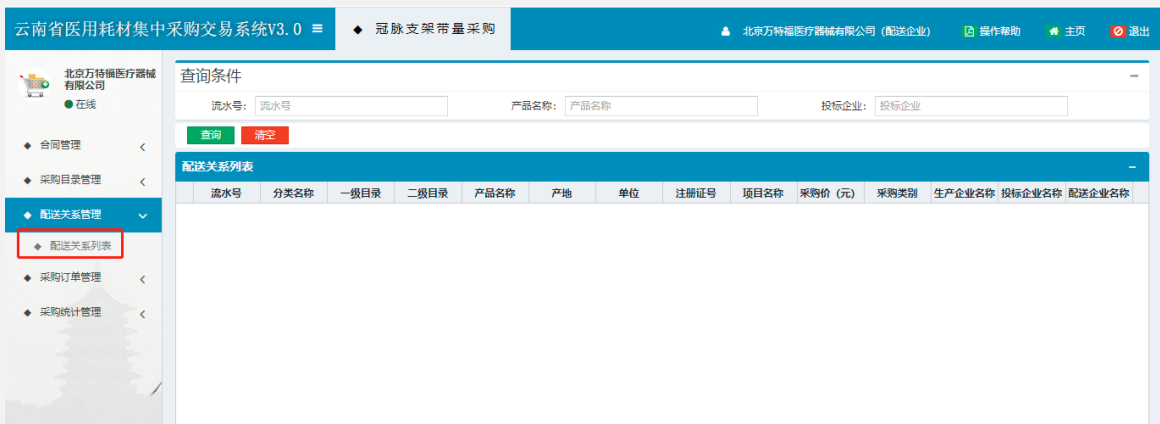 云南省医用耗材集中采购交易系统V3.0
冠脉支架带量采购
北京万特福医疗器械有限公司 (配送企业)
操作帮助
主页
退出
北京万特福医疗器械
有限公司
在线
合同管理
采购目录管理
配送关系管理
配送关系列表
采购订单管理
采购统计管理
查询条件
流水号: 流水号 产品名称: 产品名称 投标企业: 投标企业
查询 清空
配送关系列表
流水号 分类名称 一级目录 二级目录 产品名称 产地 单位 注册证号 项目名称 采购价 (元) 采购类别 生产企业名称 投标企业名称 配送企业名称